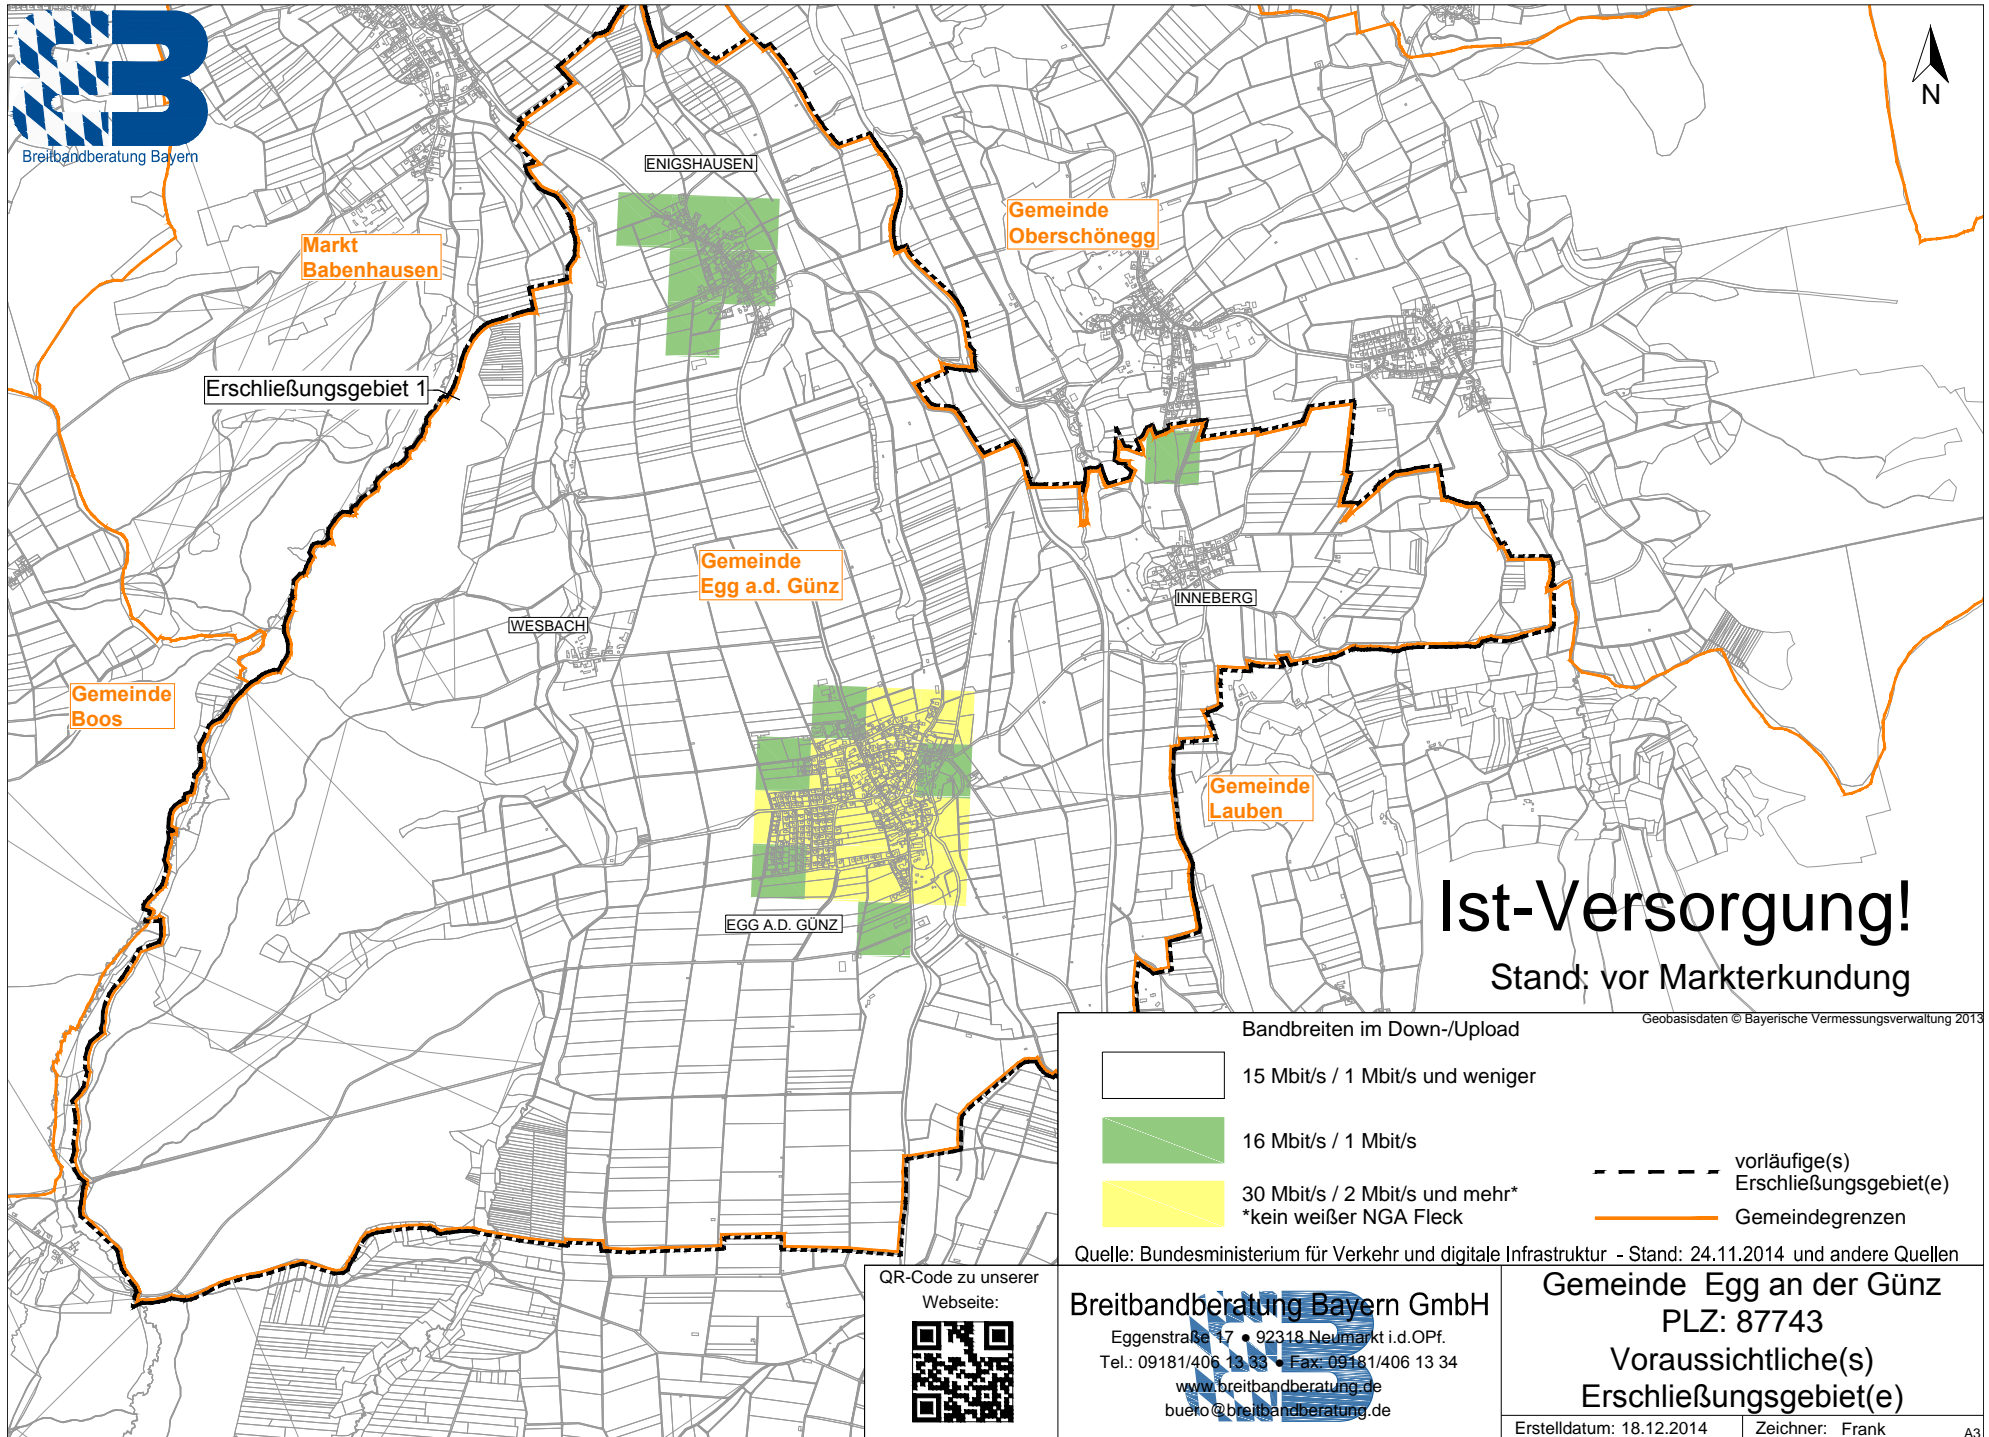 Breitbandberatung Bayern
N
ENIGSHAUSEN
Gemeinde
Oberschönegg
Markt
Babenhausen
Erschließungsgebiet 1
Gemeinde
Egg a.d. Günz
INNEBERG
WESBACH
Gemeinde
Boos
Gemeinde
Lauben
EGG A.D. GÜNZ
Ist-Versorgung!
Stand: vor Markterkundung
Geobasisdaten © Bayerische Vermessungsverwaltung 2013
Bandbreiten im Down-/Upload
15 Mbit/s / 1 Mbit/s und weniger
16 Mbit/s / 1 Mbit/s
30 Mbit/s / 2 Mbit/s und mehr*
*kein weißer NGA Fleck
vorläufige(s)
Erschließungsgebiet(e)
Gemeindegrenzen
Quelle: Bundesministerium für Verkehr und digitale Infrastruktur - Stand: 24.11.2014 und andere Quellen
QR-Code zu unserer
Webseite:
Breitbandberatung Bayern GmbH
Eggenstraße 17 ● 92318 Neumarkt i.d.OPf.
Tel.: 09181/406 13 33 ● Fax: 09181/406 13 34
www.breitbandberatung.de
buero@breitbandberatung.de
Gemeinde Egg an der Günz
PLZ: 87743
Voraussichtliche(s)
Erschließungsgebiet(e)
Erstelldatum: 18.12.2014
Zeichner: Frank
A3